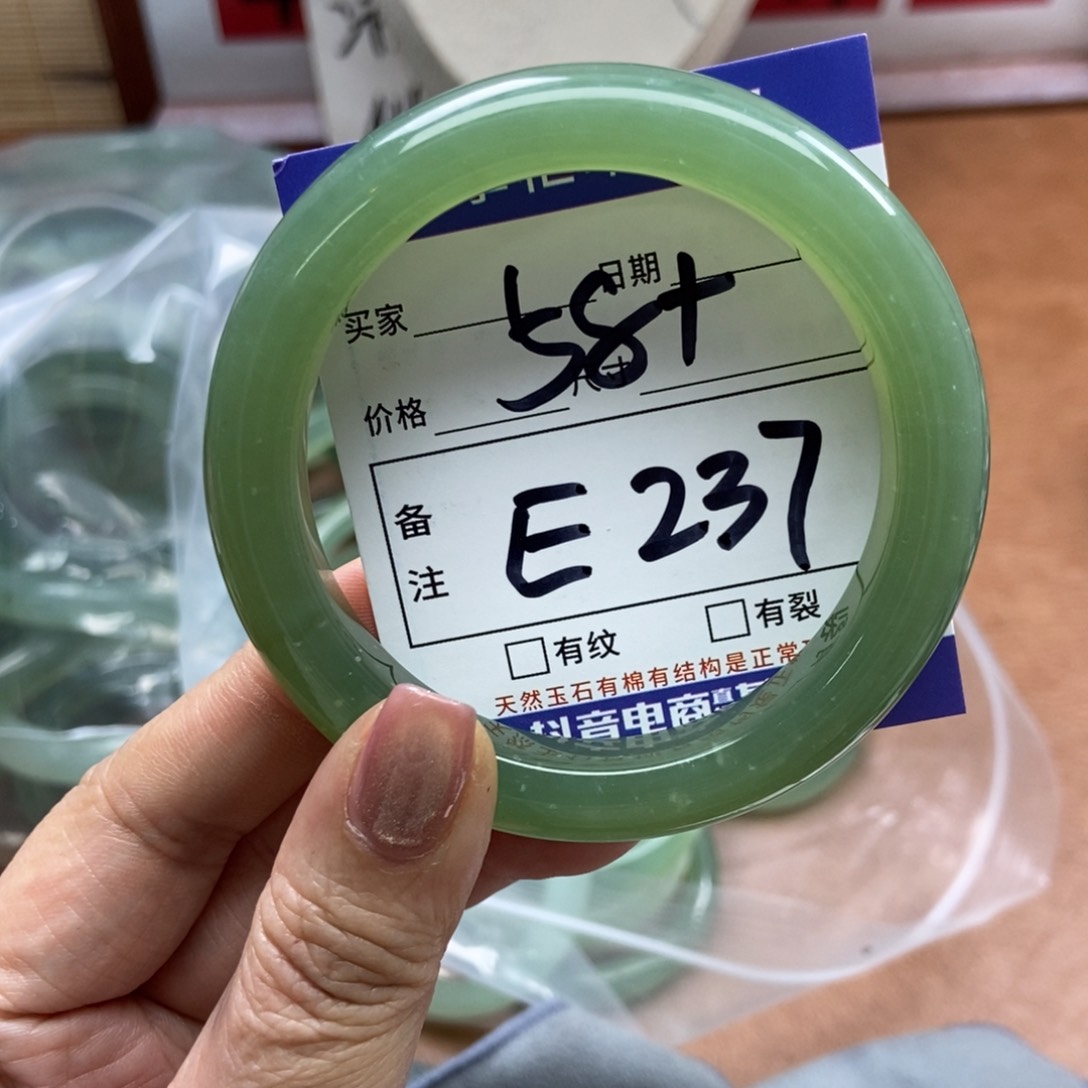 买家 日期
58+
价格 尺寸
备注
E 237
有纹 有裂
天然玉石有棉有结构是正常
抖音电商真